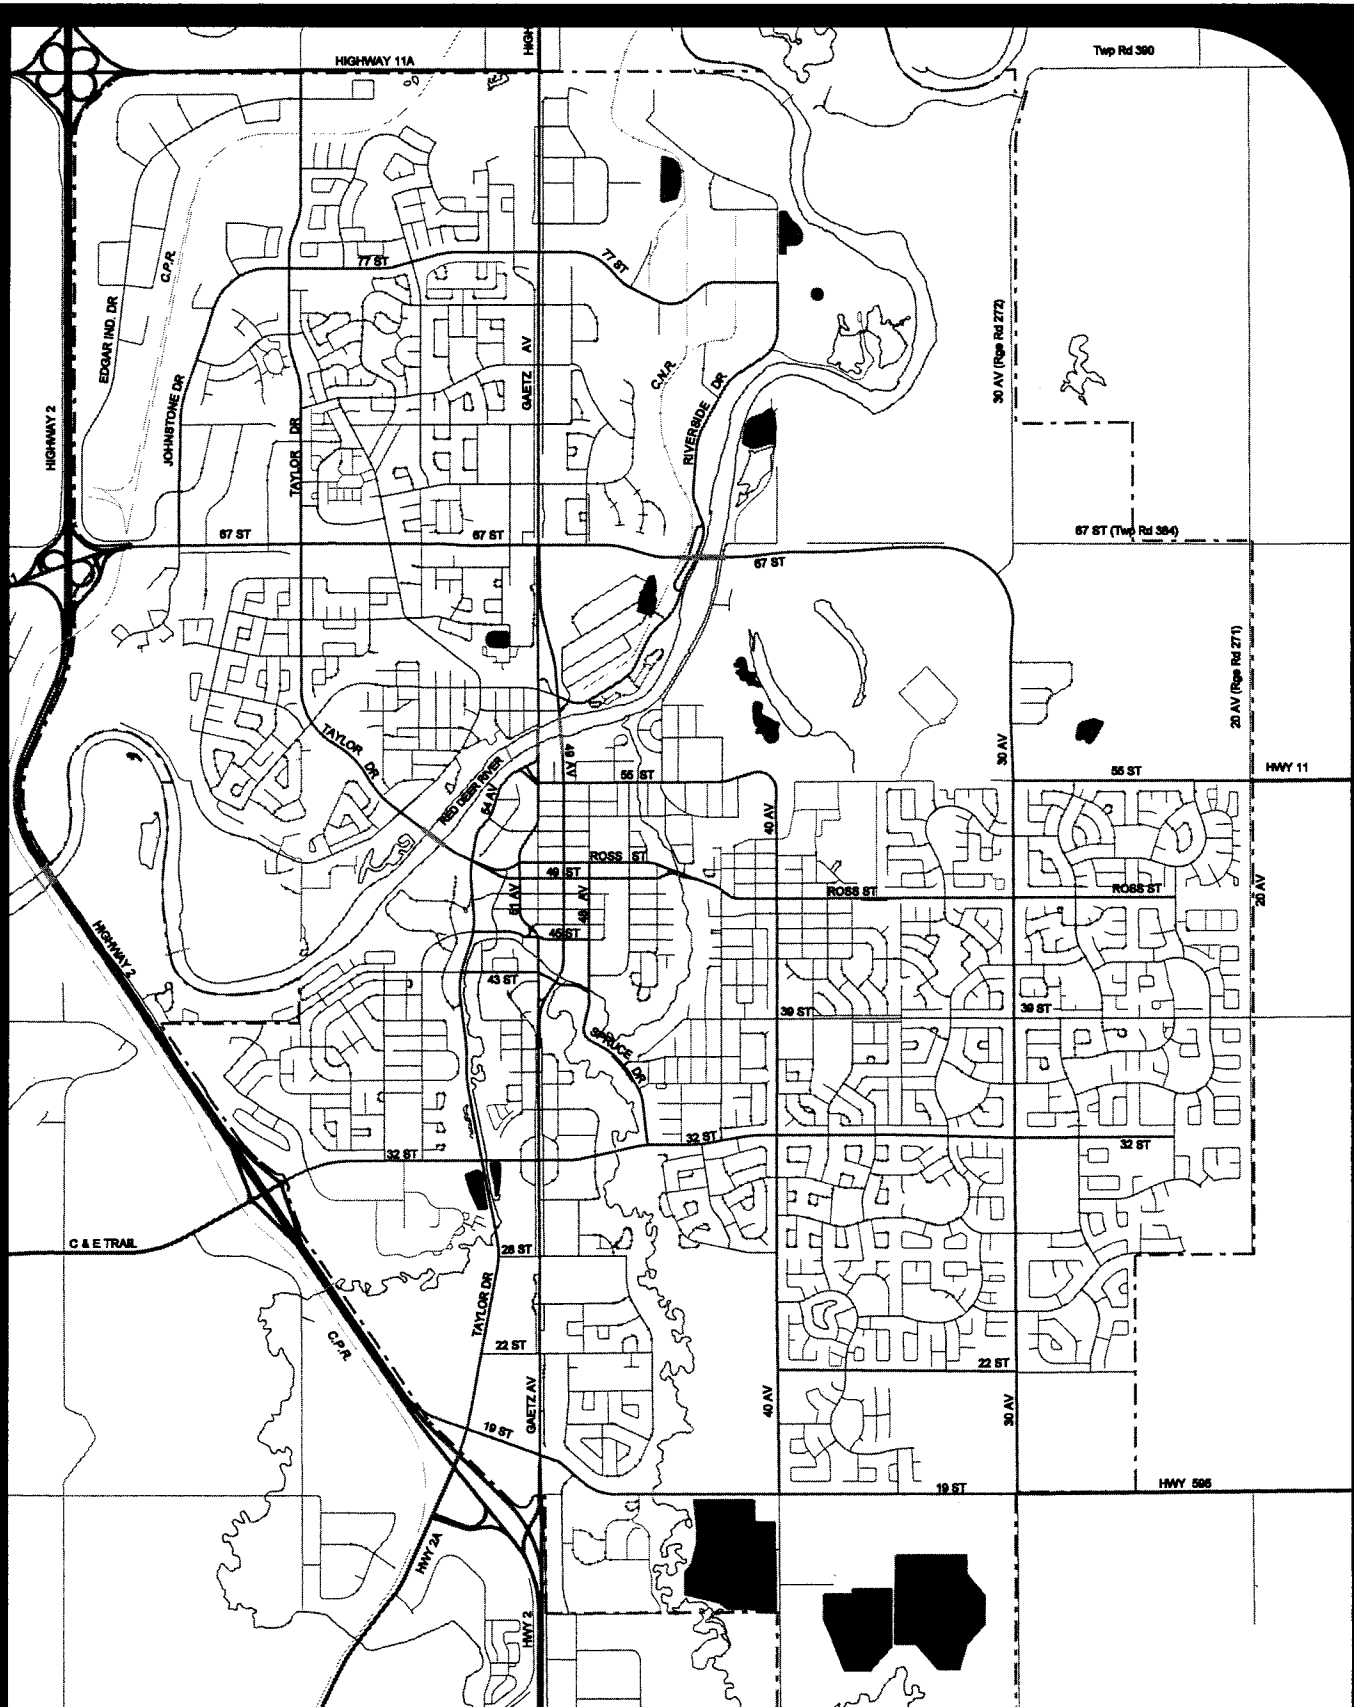 HIGH
HIGHWAY 11A
Twp Rd 390
77 ST
77 ST
C.P.R.
EDGAR IND. DR
30 AV (Rge Rd 272)
GAETZ AV
C.N.R.
JOHNSTONE DR
RIVERSIDE DR
HIGHWAY 2
TAYLOR DR
67 ST
67 ST
67 ST (Twp Rd 384)
67 ST
20 AV (Rge Rd 271)
TAYLOR DR
49 AV
30 AV
RED DEER RIVER
54 AV
55 ST
55 ST
HWY 11
40 AV
ROSS ST
49 ST
ROSS ST
ROSS ST
51 AV
48 AV
20 AV
45 ST
HIGHWAY 2
43 ST
39 ST
39 ST
SPRUCE DR
32 ST
32 ST
32 ST
C & E TRAIL
28 ST
TAYLOR DR
C.P.R.
22 ST
22 ST
GAETZ AV
40 AV
30 AV
19 ST
19 ST
HWY 595
HWY 2A
HWY 2